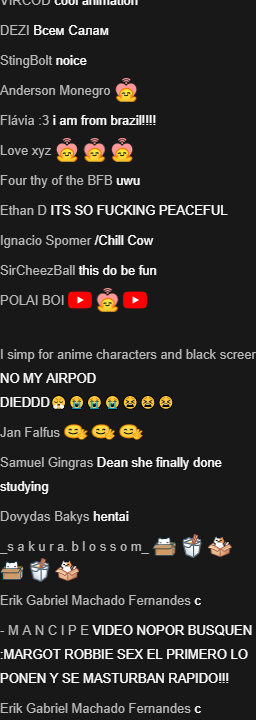 VIRCOD cool animation
DEZI Всем Салам
StingBolt noice
Anderson Monegro
Flávia :3 i am from brazil!!!!
Love xyz
Four thy of the BFB uwu
Ethan D ITS SO FUCKING PEACEFUL
Ignacio Spomer /Chill Cow
SirCheezBall this do be fun
POLAI BOI
I simp for anime characters and black screen
NO MY AIRPOD
DIEDDD😤😭😭😭😫😫😫
Jan Falfus
Samuel Gingras Dean she finally done
studying
Dovydas Bakys hentai
_s a k u r a. b l o s s o m_
Erik Gabriel Machado Fernandes c
- M A N C I P E VIDEO NOPOR BUSQUEN
:MARGOT ROBBIE SEX EL PRIMERO LO
PONEN Y SE MASTURBAN RAPIDO!!!
Erik Gabriel Machado Fernandes c